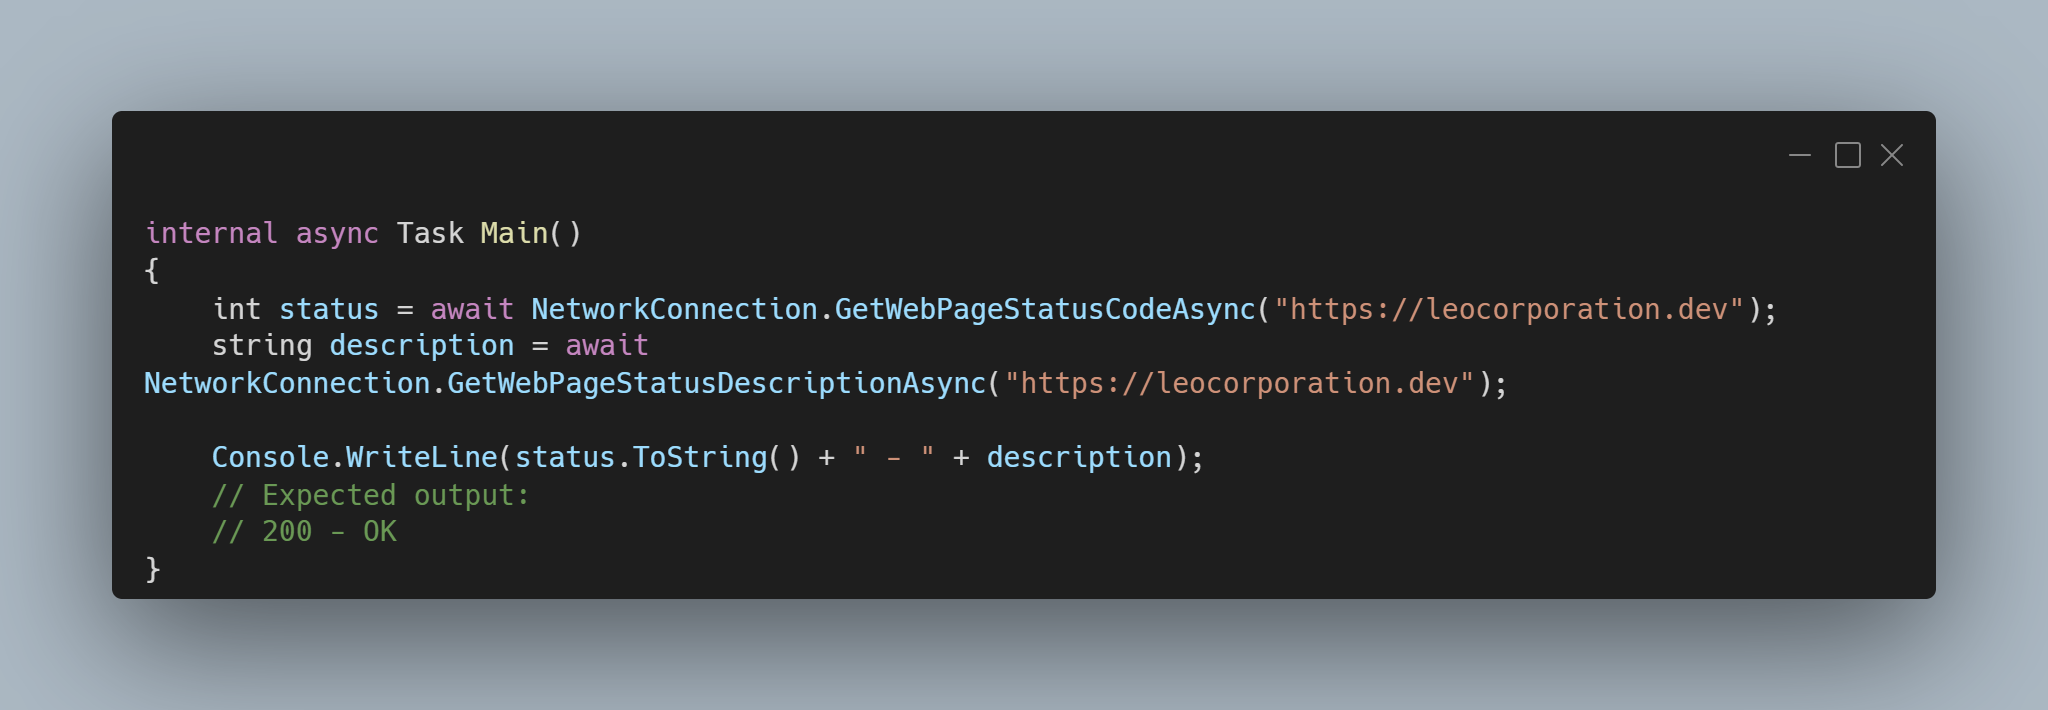 internal async Task Main()
{
    int status = await NetworkConnection.GetWebPageStatusCodeAsync("https://leocorporation.dev");
    string description = await
NetworkConnection.GetWebPageStatusDescriptionAsync("https://leocorporation.dev");

    Console.WriteLine(status.ToString() + " - " + description);
    // Expected output:
    // 200 - OK
}